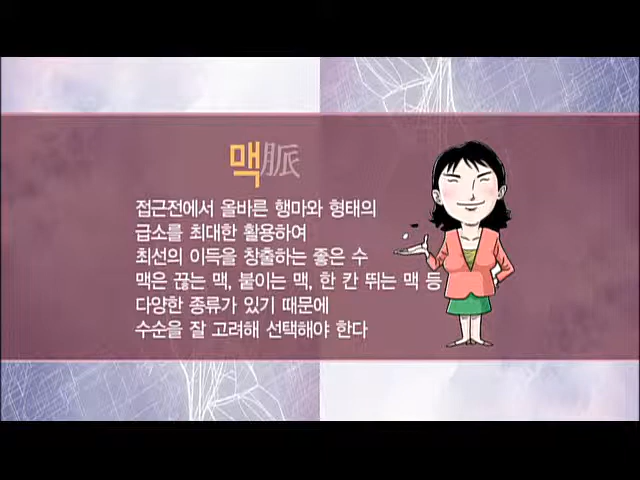 맥脈
접근전에서 올바른 행마와 형태의
급소를 최대한 활용하여
최선의 이득을 창출하는 좋은 수
맥은 끊는 맥, 붙이는 맥, 한 칸 뛰는 맥 등
다양한 종류가 있기 때문에
수순을 잘 고려해 선택해야 한다